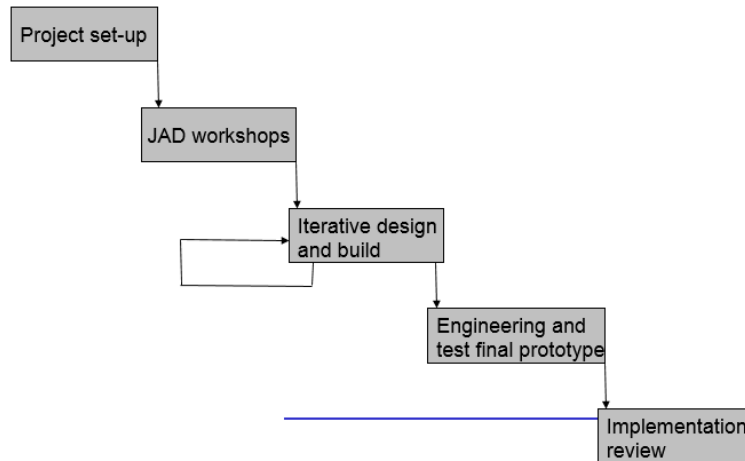 Project set-up
JAD workshops
Iterative design
and build
Engineering and
test final prototype
Implementation
review